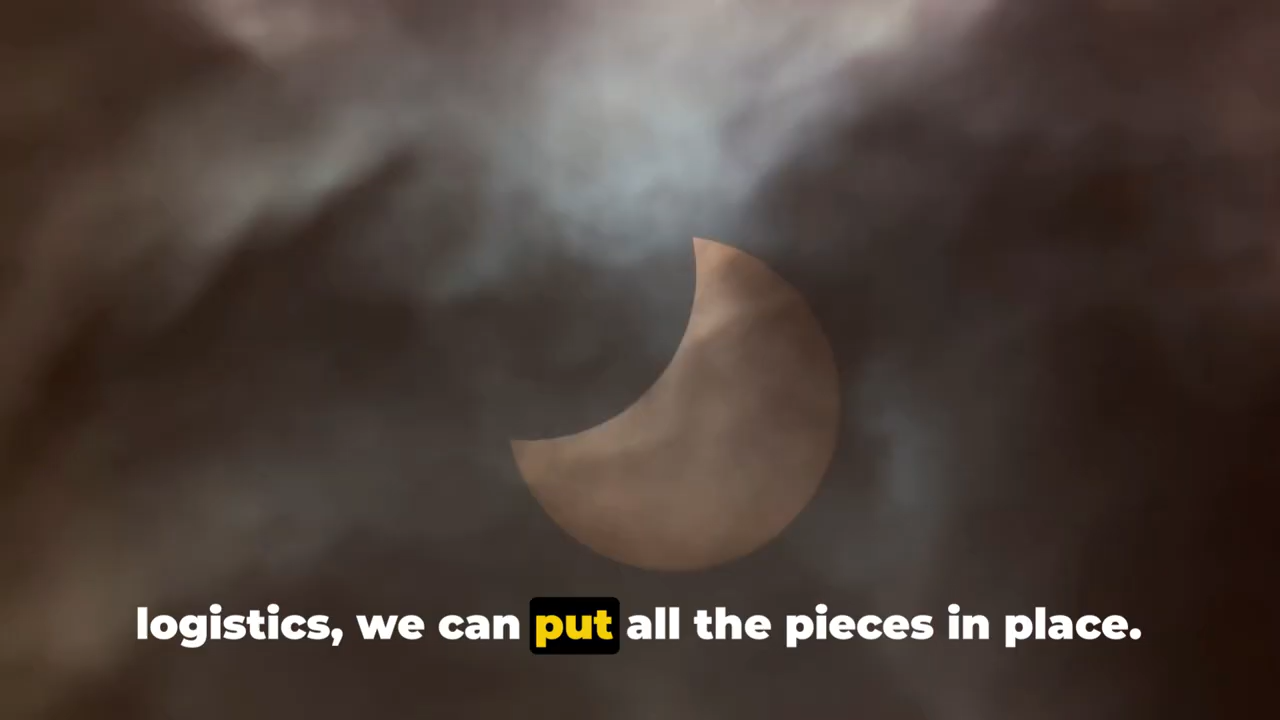 logistics, we can put all the pieces in place.